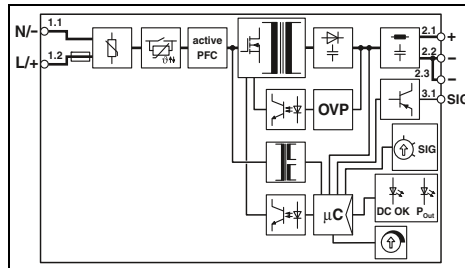 N/- 1.1
L/+ 1.2
ϑ
active
PFC
2.1 +
2.2 −
2.3 −
3.1 SIG
OVP
SIG
μC
DC OK P_Out